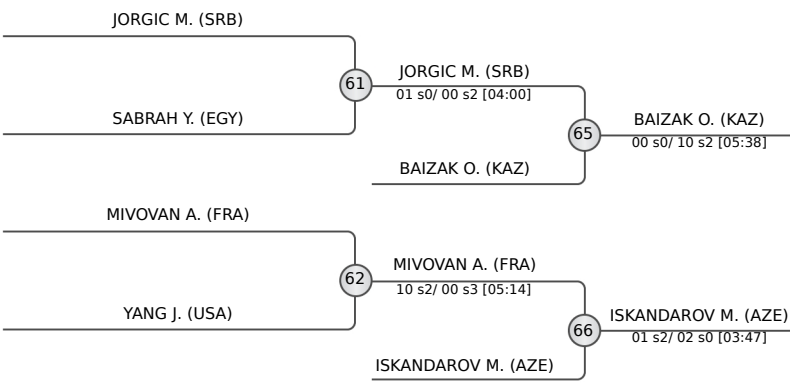 JORGIC M. (SRB)
61
SABRAH Y. (EGY)
JORGIC M. (SRB)
01 s0/ 00 s2 [04:00]
65
BAIZAK O. (KAZ)
BAIZAK O. (KAZ)
00 s0/ 10 s2 [05:38]
MIVOVAN A. (FRA)
62
YANG J. (USA)
MIVOVAN A. (FRA)
10 s2/ 00 s3 [05:14]
66
ISKANDAROV M. (AZE)
ISKANDAROV M. (AZE)
01 s2/ 02 s0 [03:47]